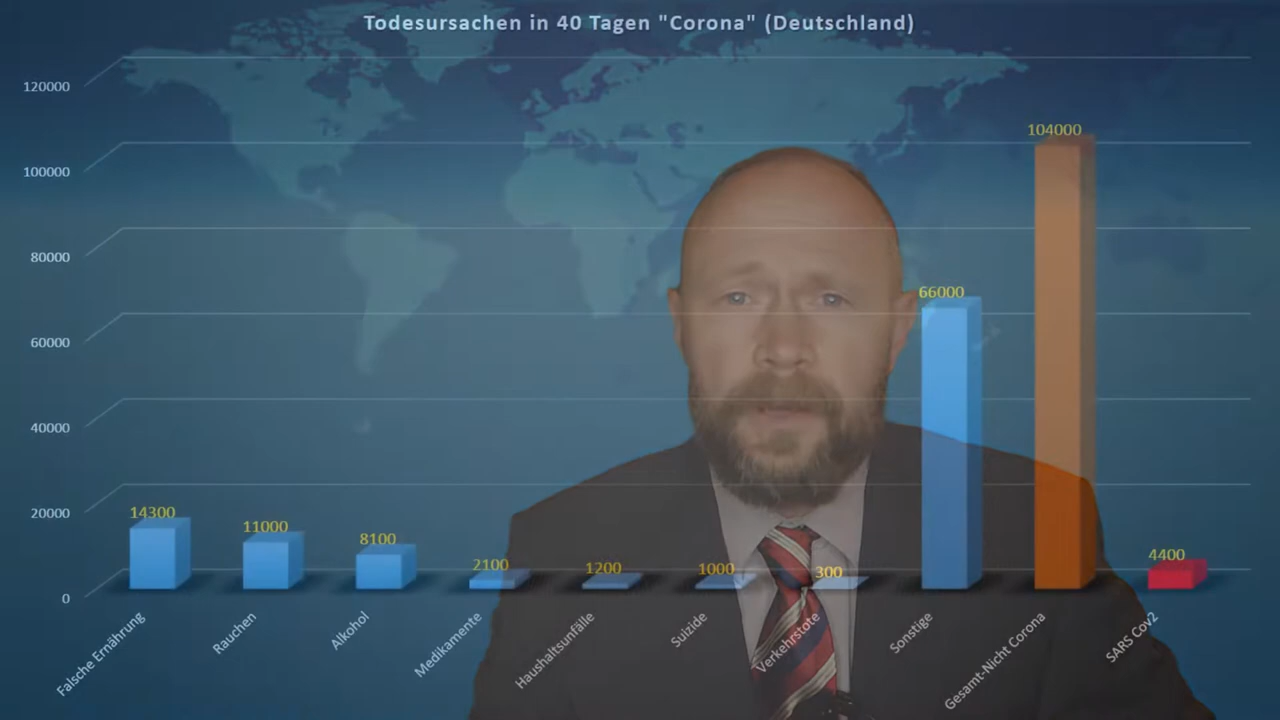 Todesursachen in 40 Tagen "Corona" (Deutschland)
120000
100000
80000
60000
40000
20000
0
14300
11000
8100
2100
1200
1000
300
66000
104000
4400
Falsche Ernährung
Rauchen
Alkohol
Medikamente
Haushaltsunfälle
Suizide
Verkehrstote
Sonstige
Gesamt-Nicht Corona
SARS Cov2